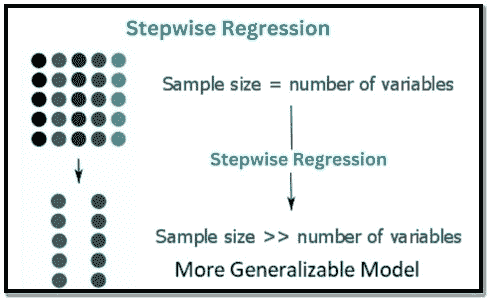 Stepwise Regression
Sample size = number of variables
Stepwise Regression
Sample size >> number of variables
More Generalizable Model